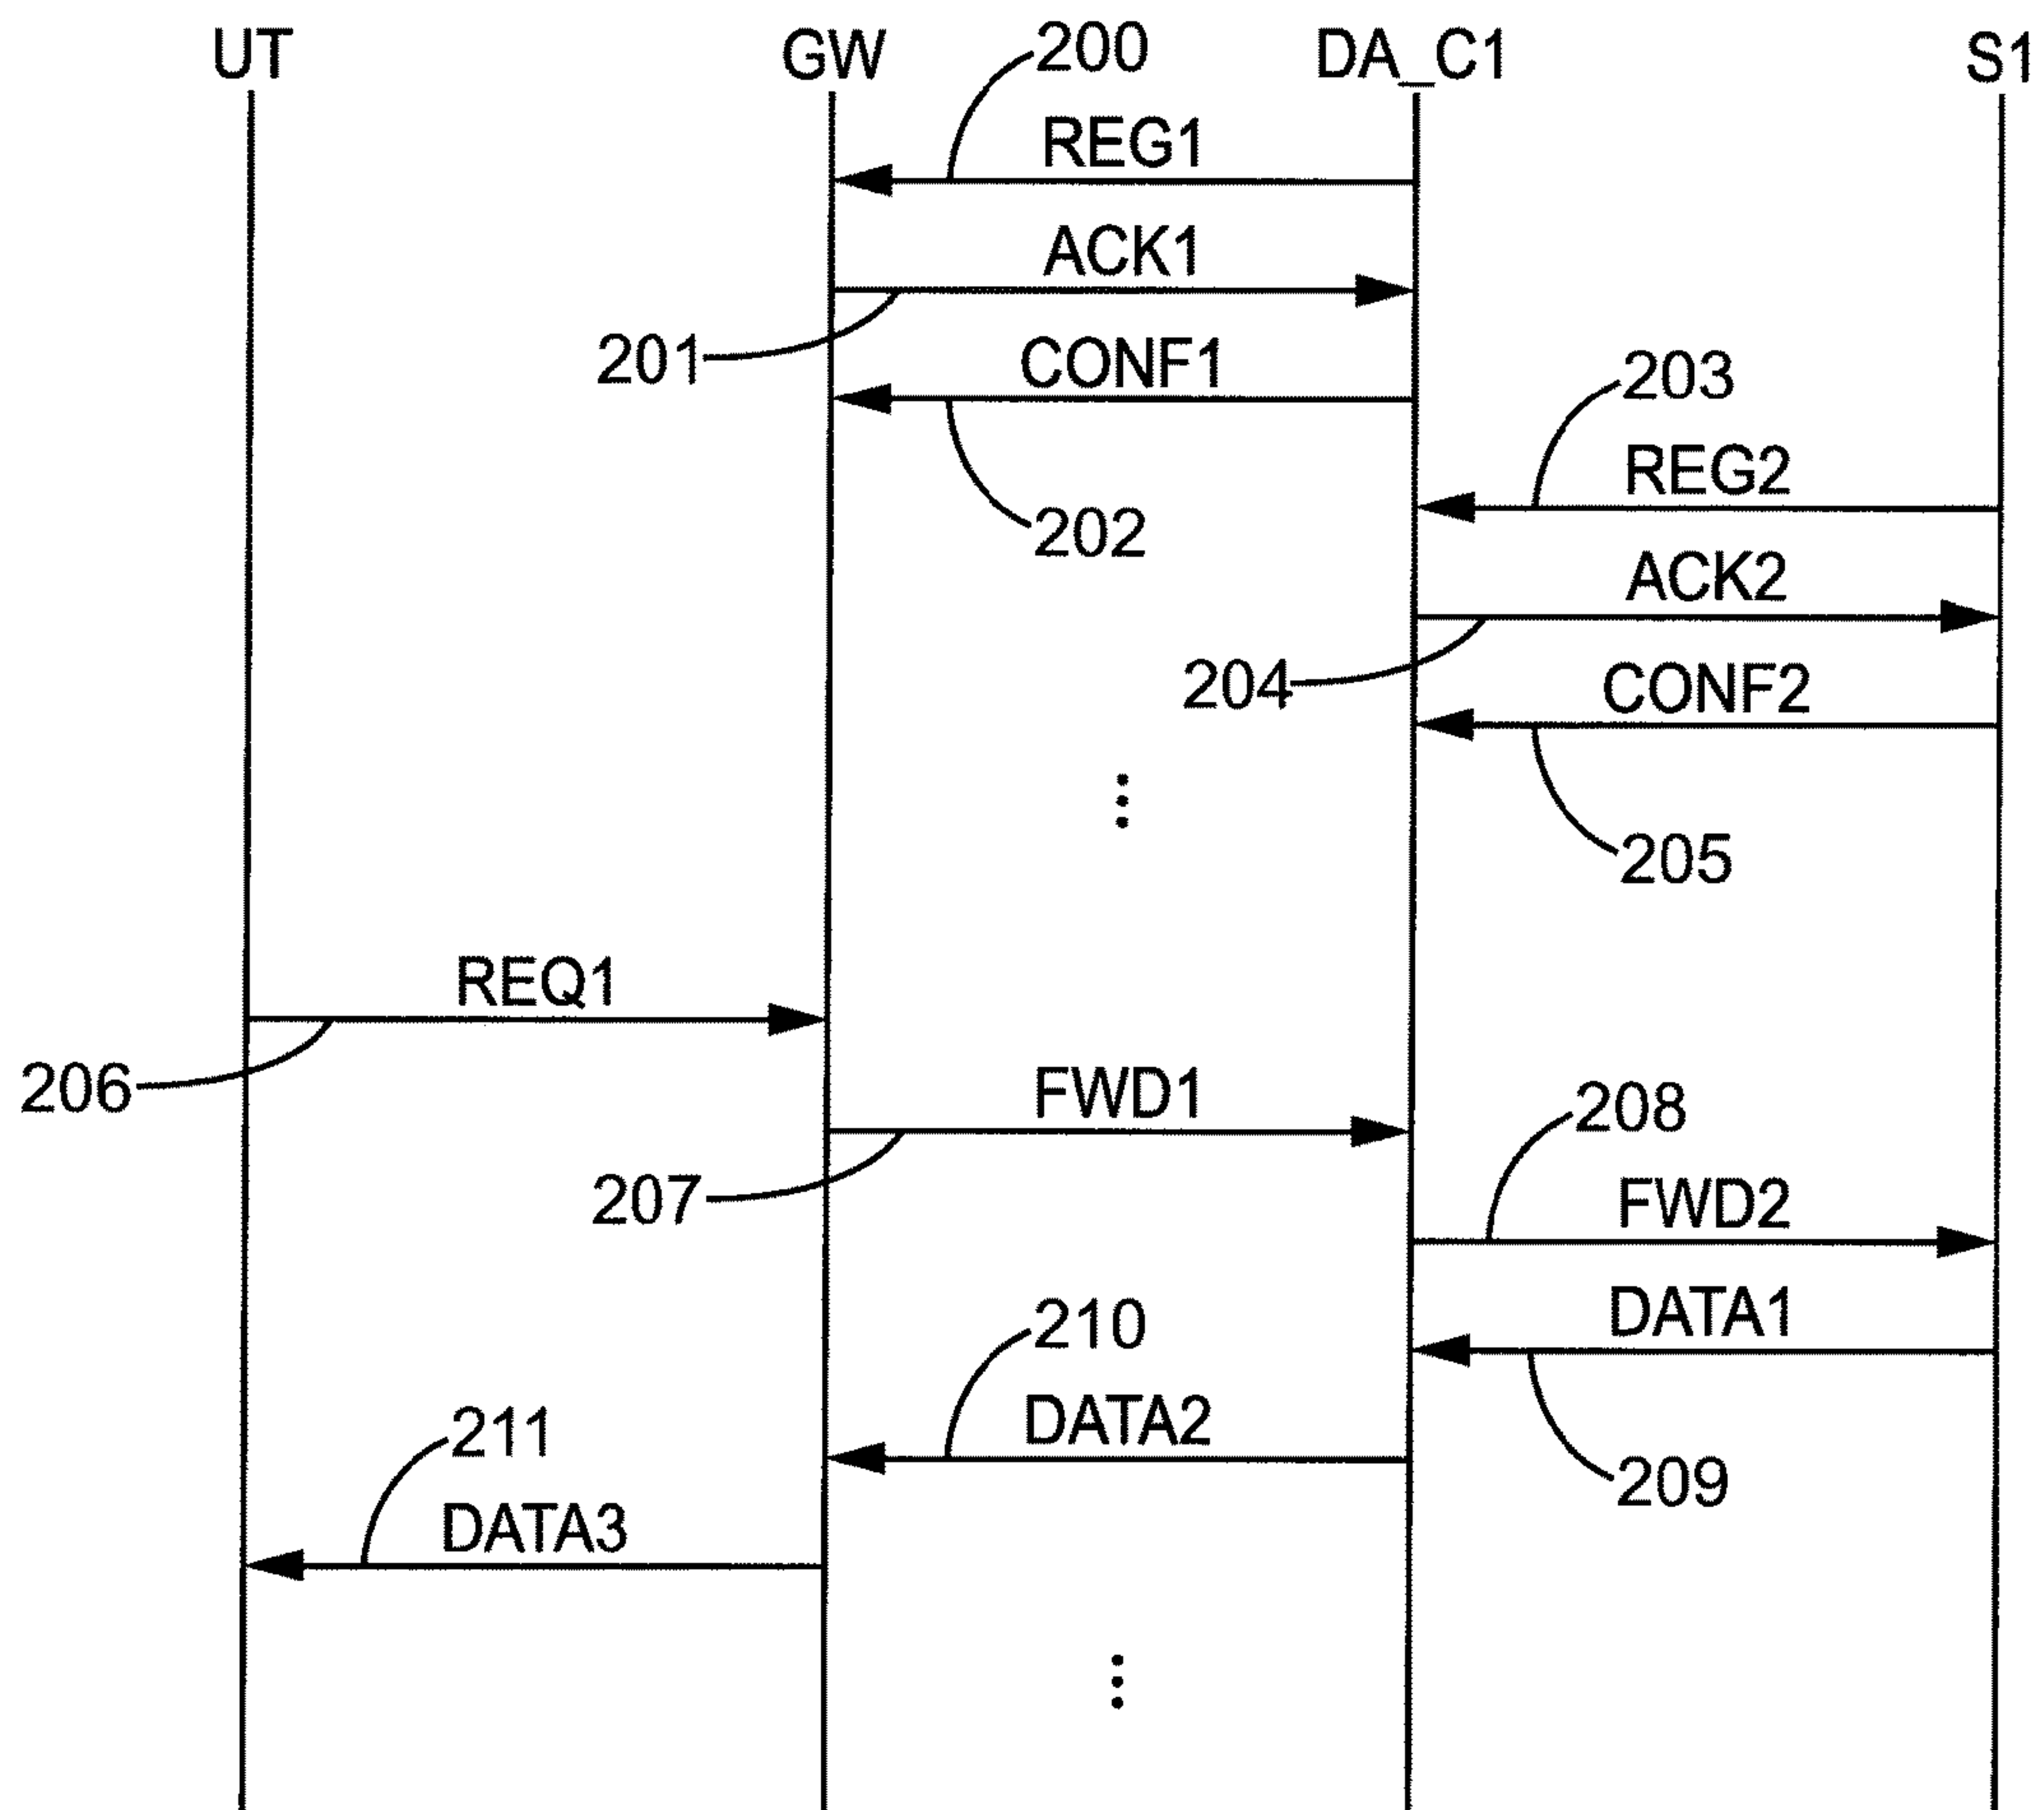 UT
GW
200
DA_C1
S1
REG1
ACK1
201
CONF1
203
REG2
202
ACK2
204
CONF2
205
REQ1
206
FWD1
208
207
FWD2
210
DATA1
211
DATA2
209
DATA3